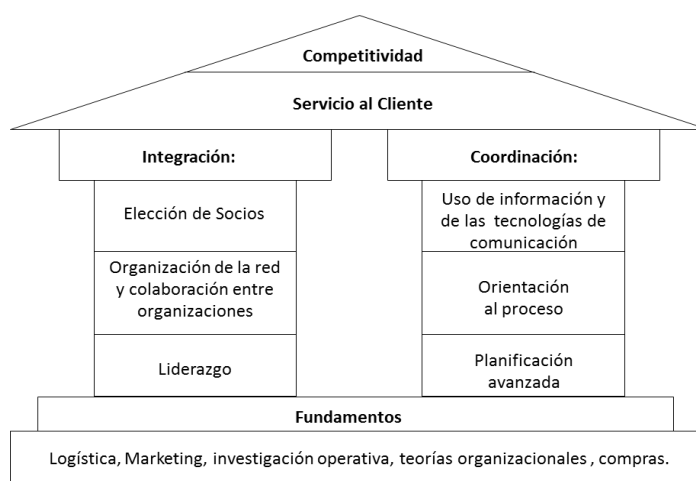 Competitividad
Servicio al Cliente
Integración:
Elección de Socios
Organización de la red
y colaboración entre
organizaciones
Liderazgo
Coordinación:
Uso de información y
de las tecnologías de
comunicación
Orientación
al proceso
Planificación
avanzada
Fundamentos
Logística, Marketing, investigación operativa, teorías organizacionales , compras.